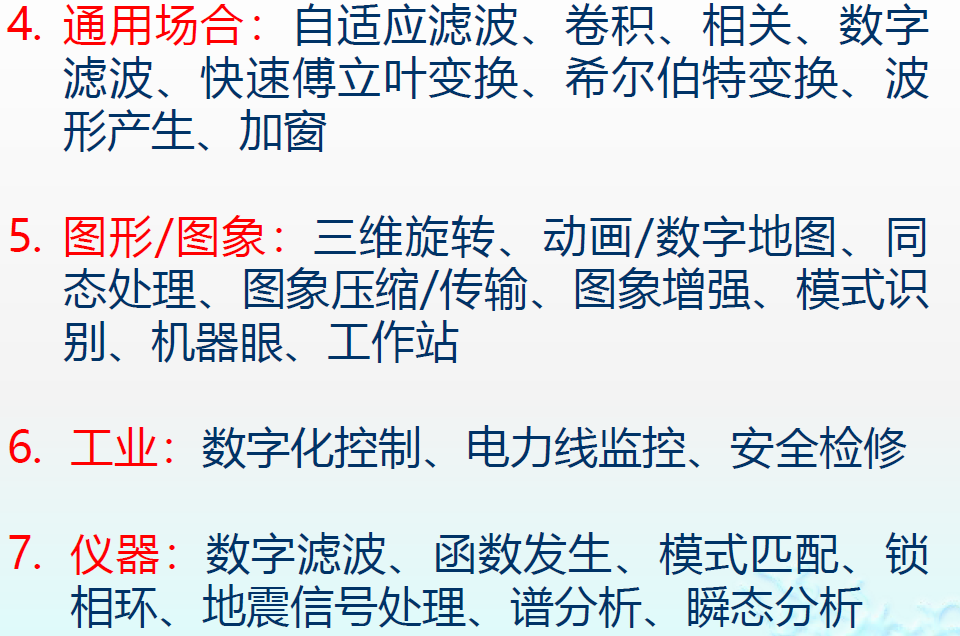 4. 通用场合：自适应滤波、卷积、相关、数字
滤波、快速傅立叶变换、希尔伯特变换、波
形产生、加窗
5. 图形/图象：三维旋转、动画/数字地图、同
态处理、图象压缩/传输、图象增强、模式识
别、机器眼、工作站
6. 工业：数字化控制、电力线监控、安全检修
7. 仪器：数字滤波、函数发生、模式匹配、锁
相环、地震信号处理、谱分析、瞬态分析